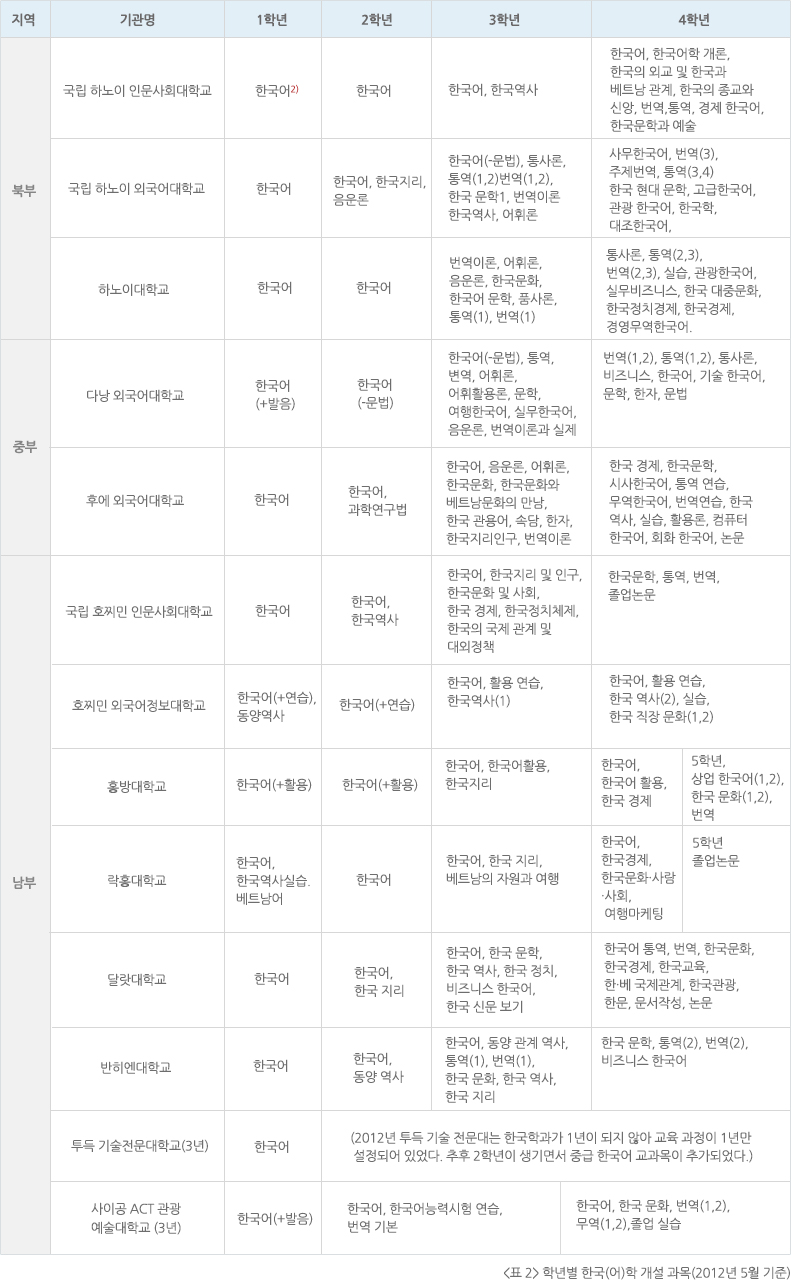 지역 기관명 1학년 2학년 3학년 4학년
북부
국립 하노이 인문사회대학교
한국어2)
한국어
한국어, 한국역사
한국어, 한국어학 개론,
한국의 외교 및 한국과
베트남 관계, 한국의 종교와
신앙, 번역,통역, 경제 한국어,
한국문학과 예술
국립 하노이 외국어대학교
한국어
한국어, 한국지리,
음운론
한국어(-문법), 통사론,
통역(1,2)번역(1,2),
한국 문학1, 번역이론
한국역사, 어휘론
사무한국어, 번역(3),
주제번역, 통역(3,4)
한국 현대 문학, 고급한국어,
관광 한국어, 한국학,
대조한국어,
하노이대학교
한국어
한국어
번역이론, 어휘론,
음운론, 한국문화,
한국어 문학, 품사론,
통역(1), 번역(1)
통사론, 통역(2,3),
번역(2,3), 실습, 관광한국어,
실무비즈니스, 한국 대중문화,
한국정치경제, 한국경제,
경영무역한국어.
중부
다낭 외국어대학교
한국어
(+발음)
한국어
(-문법)
한국어(-문법), 통역,
변역, 어휘론,
어휘활용론, 문학,
여행한국어, 실무한국어,
음운론, 번역이론과 실제
번역(1,2), 통역(1,2), 통사론,
비즈니스, 한국어, 기술 한국어,
문학, 한자, 문법
후에 외국어대학교
한국어
한국어,
과학연구법
한국어, 음운론, 어휘론,
한국문화, 한국문화와
베트남문화의 만남,
한국 관용어, 속담, 한자,
한국지리인구, 번역이론
한국 경제, 한국문학,
시사한국어, 통역 연습,
무역한국어, 번역연습, 한국
역사, 실습, 활용론, 컴퓨터
한국어, 회화 한국어, 논문
남부
국립 호찌민 인문사회대학교
한국어
한국어,
한국역사
한국어, 한국지리 및 인구,
한국문화 및 사회,
한국 경제, 한국정치체제,
한국의 국제 관계 및
대외정책
한국문학, 통역, 번역,
졸업논문
호찌민 외국어정보대학교
한국어(+연습),
동양역사
한국어(+연습)
한국어, 활용 연습,
한국역사(1)
한국어, 활용 연습,
한국 역사(2), 실습,
한국 직장 문화(1,2)
홍방대학교
한국어(+활용)
한국어(+활용)
한국어, 한국어활용,
한국지리
한국어,
한국어 활용,
한국 경제
5학년,
상업 한국어(1,2),
한국 문화(1,2),
번역
락홍대학교
한국어,
한국역사실습.
베트남어
한국어
한국어, 한국 지리,
베트남의 자원과 여행
한국어,
한국경제,
한국문화·사람
·사회,
여행마케팅
5학년
졸업논문
달랏대학교
한국어
한국어,
한국 지리
한국어, 한국 문학,
한국 역사, 한국 정치,
비즈니스 한국어,
한국 신문 보기
한국어 통역, 번역, 한국문화,
한국경제, 한국교육,
한·베 국제관계, 한국관광,
한문, 문서작성, 논문
반히엔대학교
한국어
한국어,
동양 역사
한국어, 동양 관계 역사,
통역(1), 번역(1),
한국 문화, 한국 역사,
한국 지리
한국 문학, 통역(2), 번역(2),
비즈니스 한국어
투득 기술전문대학교(3년)
한국어
(2012년 투득 기술 전문대는 한국학과가 1년이 되지 않아 교육 과정이 1년만
설정되어 있었다. 추후 2학년이 생기면서 중급 한국어 교과목이 추가되었다.)
사이공 ACT 관광
예술대학교 (3년)
한국어(+발음)
한국어, 한국어능력시험 연습,
번역 기본
한국어, 한국 문화, 번역(1,2),
무역(1,2),졸업 실습
<표 2> 학년별 한국(어)학 개설 과목(2012년 5월 기준)